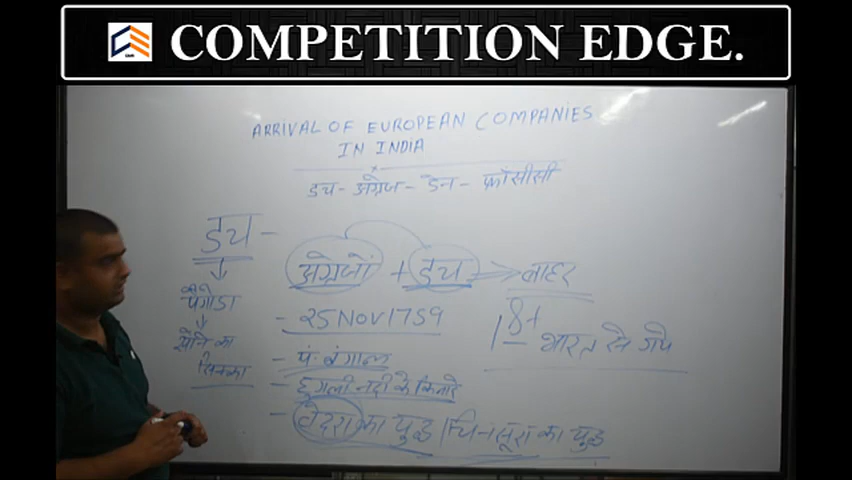 COMPETITION EDGE.
ARRIVAL OF EUROPEAN COMPANIES
IN INDIA
डच - अंग्रेज - डेन - फ्रांसीसी
डच -
पैगोडा
सोने का
सिक्का
अंग्रेजों + डच ⇒ बाहर
- 25 NOV 1759
1st भारत से गये
- पं. बंगाल
- हुगली नदी के किनारे
- वेदरा का युद्ध / चिनसूरा का युद्ध